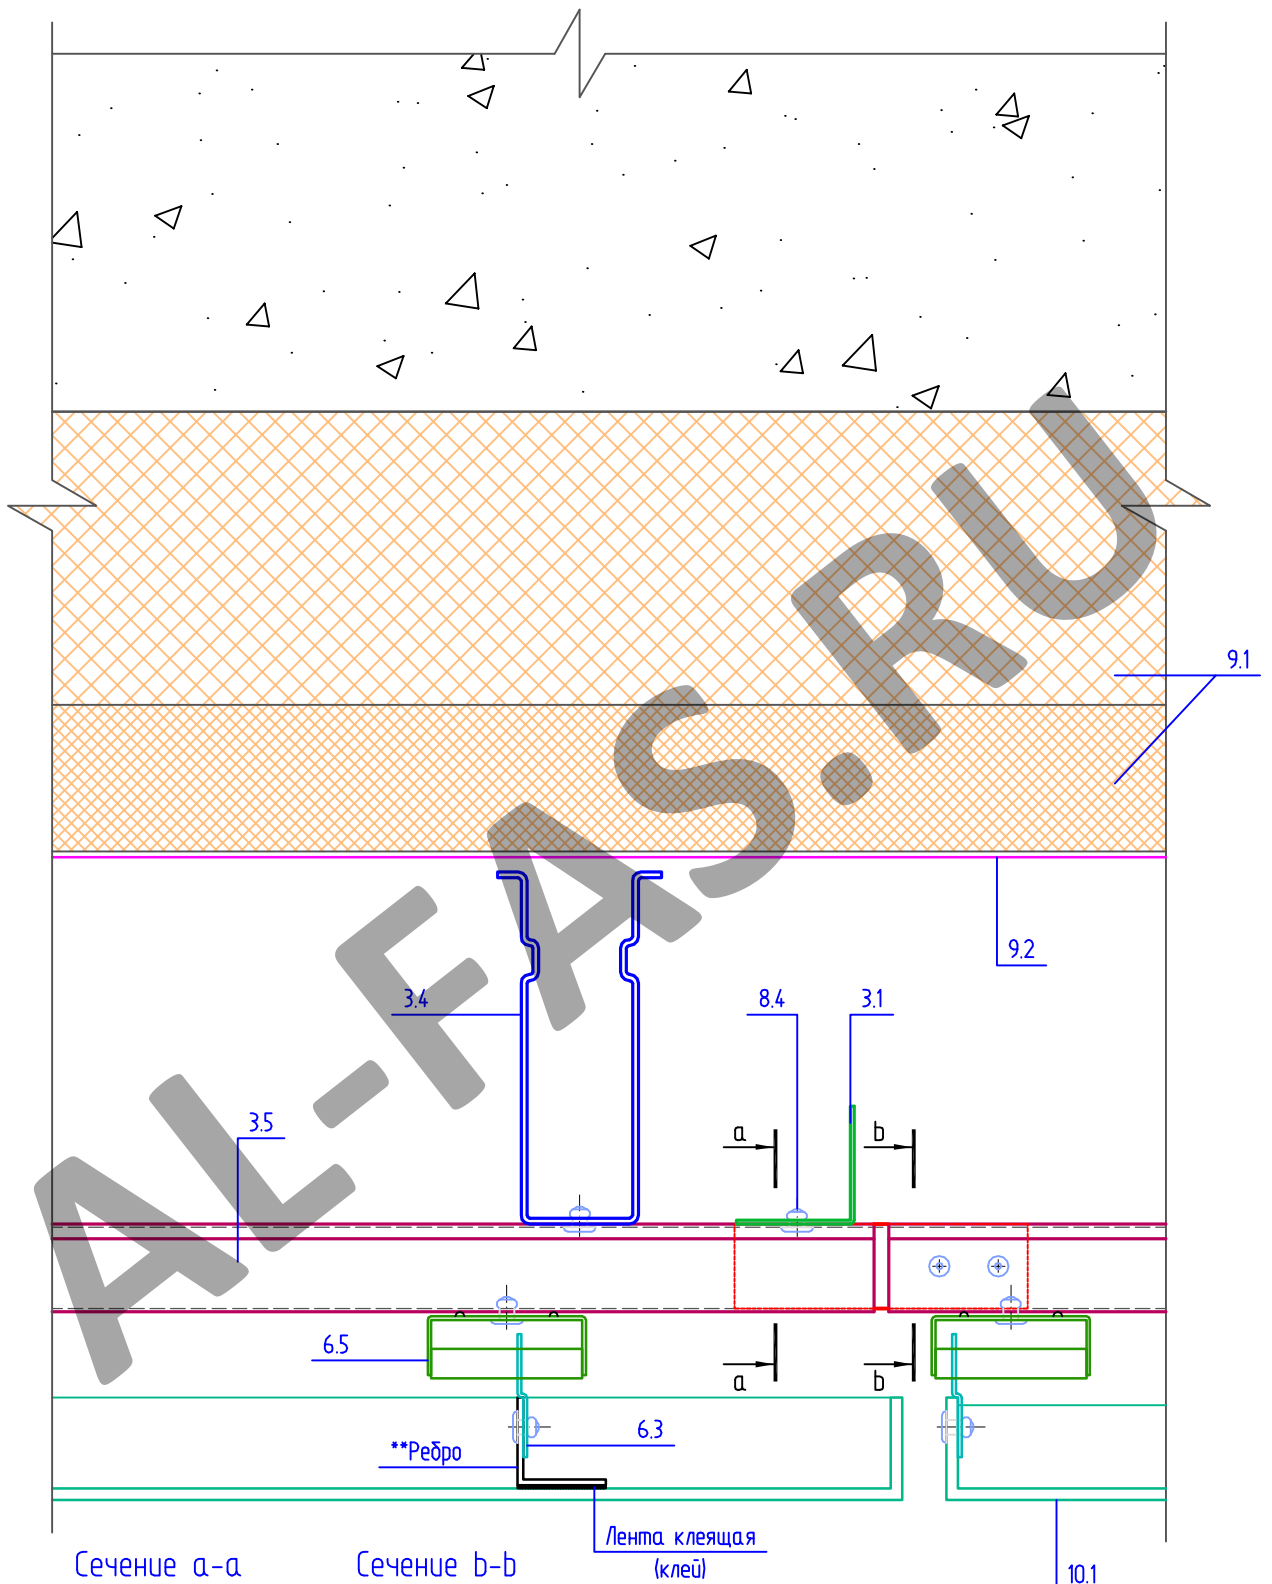 9.1
9.2
3.4
8.4
3.1
3.5
a
b
6.5
a
b
6.3
**Ребро
Лента клеящая
(клей)
Сечение a-a
Сечение b-b
10.1
AL-FAS.RU